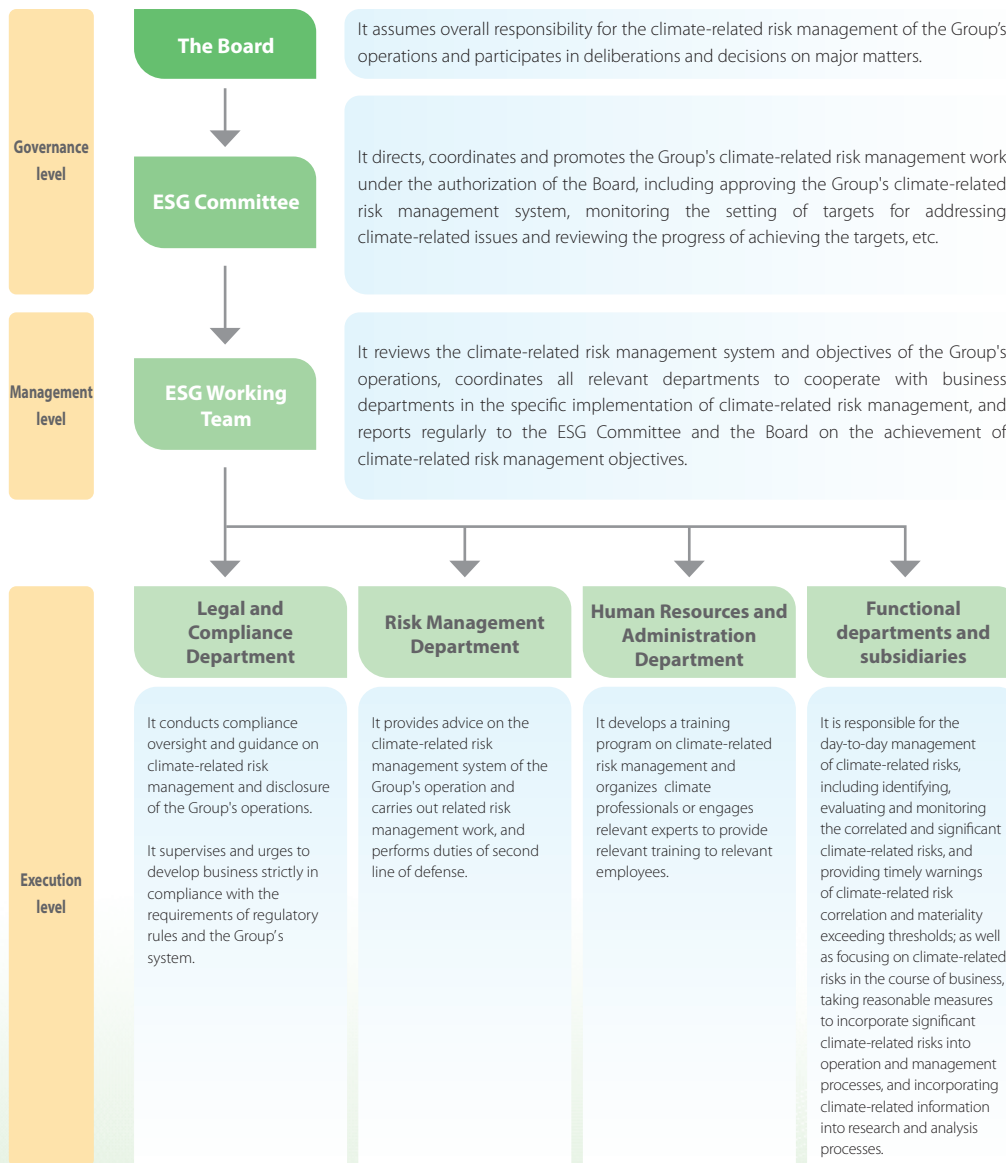 Governance
level
The Board
It assumes overall responsibility for the climate-related risk management of the Group’s
operations and participates in deliberations and decisions on major matters.
ESG Committee
It directs, coordinates and promotes the Group's climate-related risk management work
under the authorization of the Board, including approving the Group's climate-related
risk management system, monitoring the setting of targets for addressing
climate-related issues and reviewing the progress of achieving the targets, etc.
Management
level
ESG Working
Team
It reviews the climate-related risk management system and objectives of the Group's
operations, coordinates all relevant departments to cooperate with business
departments in the specific implementation of climate-related risk management, and
reports regularly to the ESG Committee and the Board on the achievement of
climate-related risk management objectives.
Execution
level
Legal and
Compliance
Department
It conducts compliance
oversight and guidance on
climate-related risk
management and disclosure
of the Group's operations.
It supervises and urges to
develop business strictly in
compliance with the
requirements of regulatory
rules and the Group’s
system.
Risk Management
Department
It provides advice on the
climate-related risk
management system of the
Group's operation and
carries out related risk
management work, and
performs duties of second
line of defense.
Human Resources and
Administration
Department
It develops a training
program on climate-related
risk management and
organizes climate
professionals or engages
relevant experts to provide
relevant training to relevant
employees.
Functional
departments and
subsidiaries
It is responsible for the
day-to-day management
of climate-related risks,
including identifying,
evaluating and monitoring
the correlated and significant
climate-related risks, and
providing timely warnings
of climate-related risk
correlation and materiality
exceeding thresholds; as well
as focusing on climate-related
risks in the course of business,
taking reasonable measures
to incorporate significant
climate-related risks into
operation and management
processes, and incorporating
climate-related information
into research and analysis
processes.